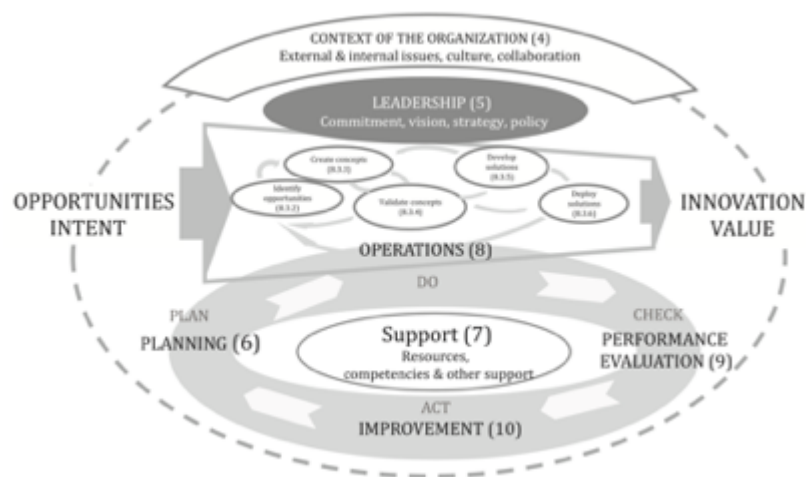 CONTEXT OF THE ORGANIZATION (4)
External & internal issues, culture, collaboration
LEADERSHIP (5)
Commitment, vision, strategy, policy
Create concepts
(8.3.3)
Develop
solutions
(8.3.5)
Identify
opportunities
(8.3.2)
Validate concepts
(8.3.4)
Deploy
solutions
(8.3.6)
OPPORTUNITIES
INTENT
INNOVATION
VALUE
OPERATIONS (8)
DO
PLAN
PLANNING (6)
Support (7)
Resources,
competencies & other support
CHECK
PERFORMANCE
EVALUATION (9)
ACT
IMPROVEMENT (10)